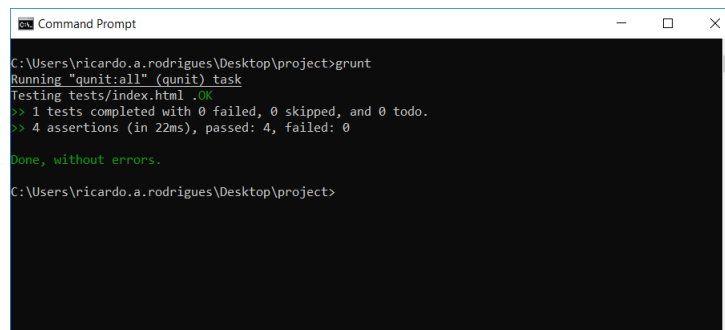 Command Prompt
C:\Users\ricardo.a.rodrigues\Desktop\project>grunt
Running "qunit:all" (qunit) task
Testing tests/index.html .OK
>> 1 tests completed with 0 failed, 0 skipped, and 0 todo.
>> 4 assertions (in 22ms), passed: 4, failed: 0
Done, without errors.
C:\Users\ricardo.a.rodrigues\Desktop\project>